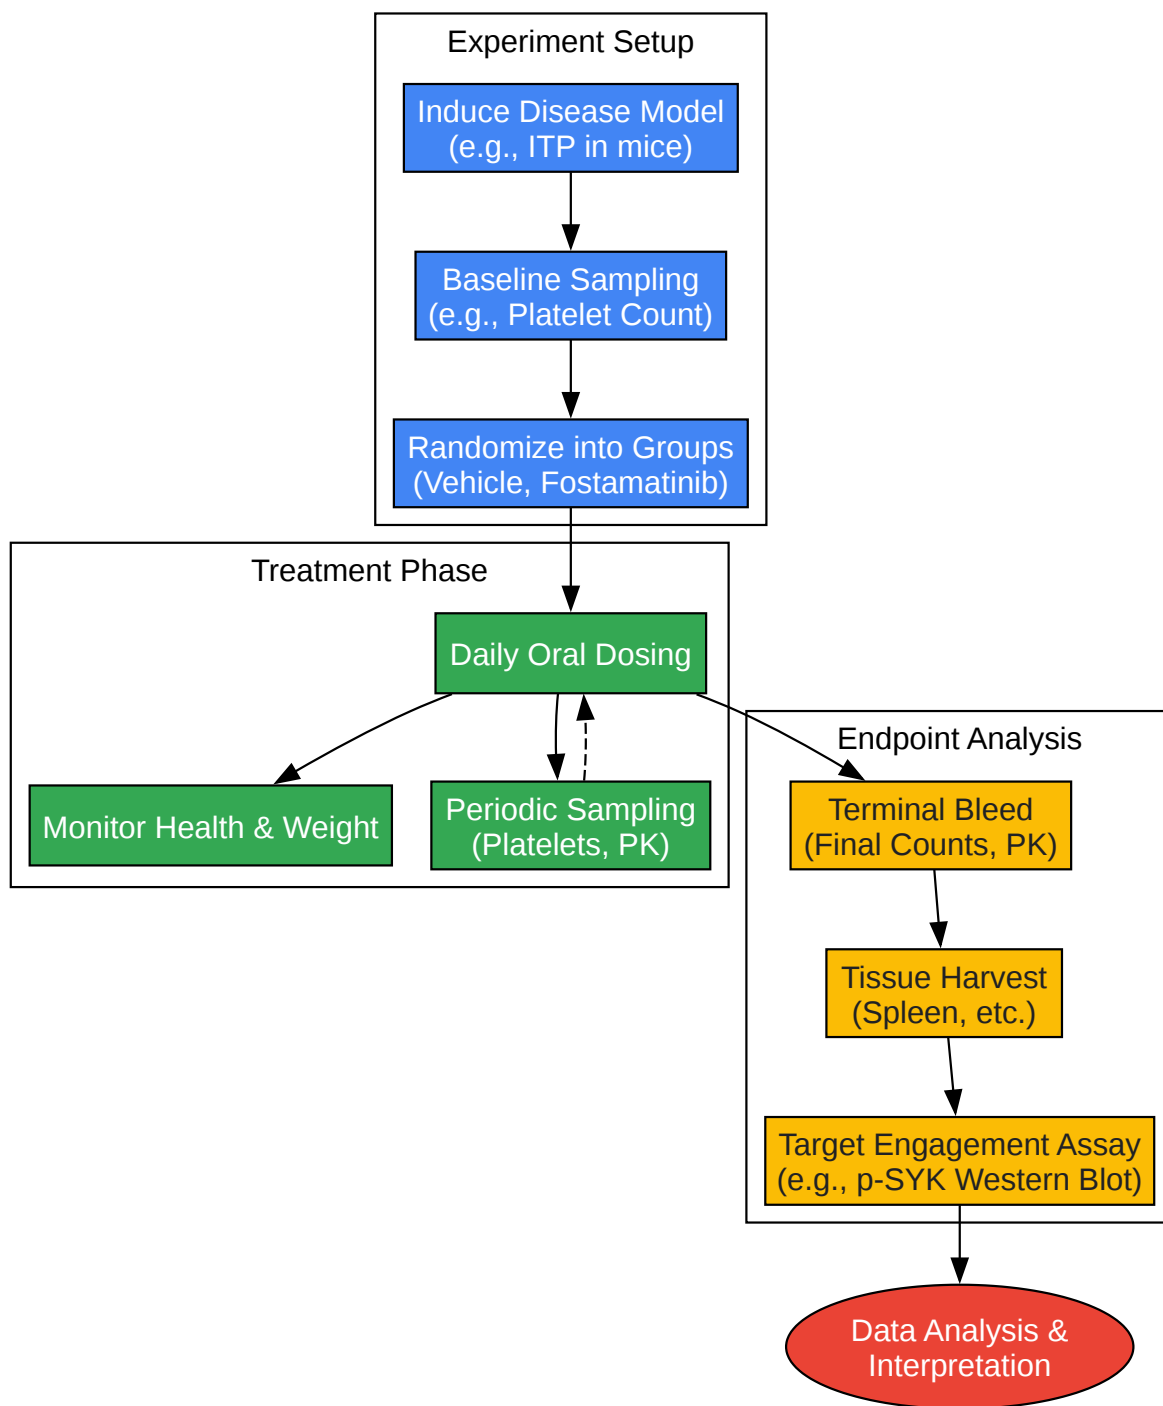 Experiment Setup
Induce Disease Model
(e.g., ITP in mice)
Baseline Sampling
(e.g., Platelet Count)
Randomize into Groups
(Vehicle, Fostamatinib)
Treatment Phase
Daily Oral Dosing
Monitor Health & Weight
Periodic Sampling
(Platelets, PK)
Endpoint Analysis
Terminal Bleed
(Final Counts, PK)
Tissue Harvest
(Spleen, etc.)
Target Engagement Assay
(e.g., p-SYK Western Blot)
Data Analysis &
Interpretation